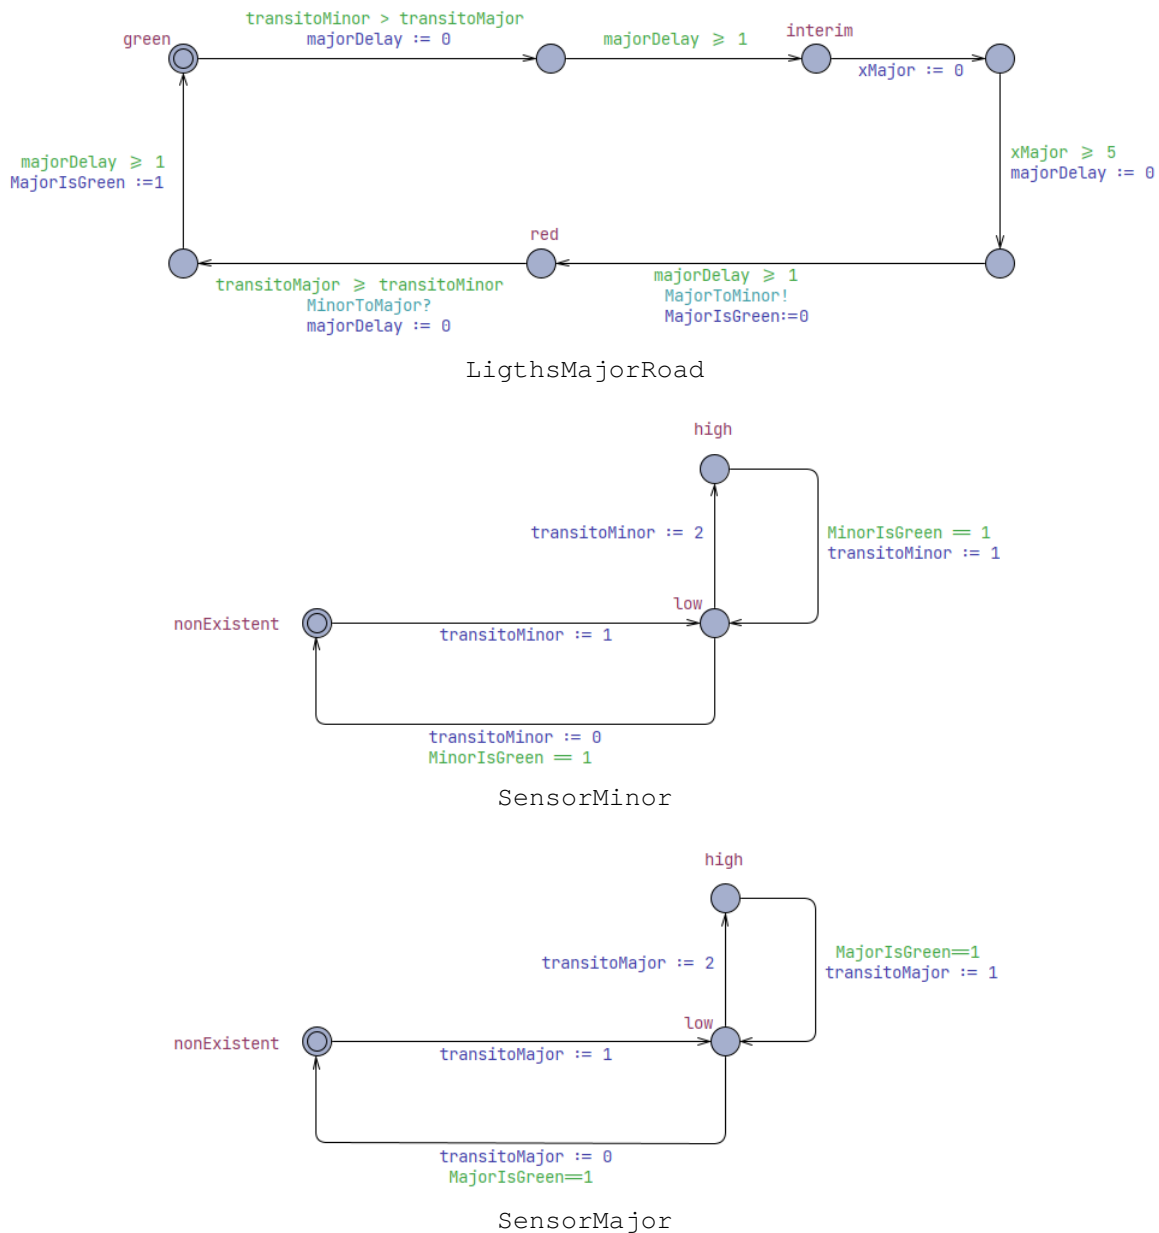 transitoMinor > transitoMajor
green
majorDelay := 0
majorDelay ⩾ 1
interim
xMajor := 0
majorDelay ⩾ 1
MajorIsGreen :=1
xMajor ⩾ 5
majorDelay := 0
red
transitoMajor ⩾ transitoMinor
MinorToMajor?
majorDelay := 0
majorDelay ⩾ 1
MajorToMinor!
MajorIsGreen:=0
LigthsMajorRoad
high
transitoMinor := 2
MinorIsGreen == 1
transitoMinor := 1
low
nonExistent
transitoMinor := 1
transitoMinor := 0
MinorIsGreen == 1
SensorMinor
high
transitoMajor := 2
MajorIsGreen==1
transitoMajor := 1
low
nonExistent
transitoMajor := 1
transitoMajor := 0
MajorIsGreen==1
SensorMajor